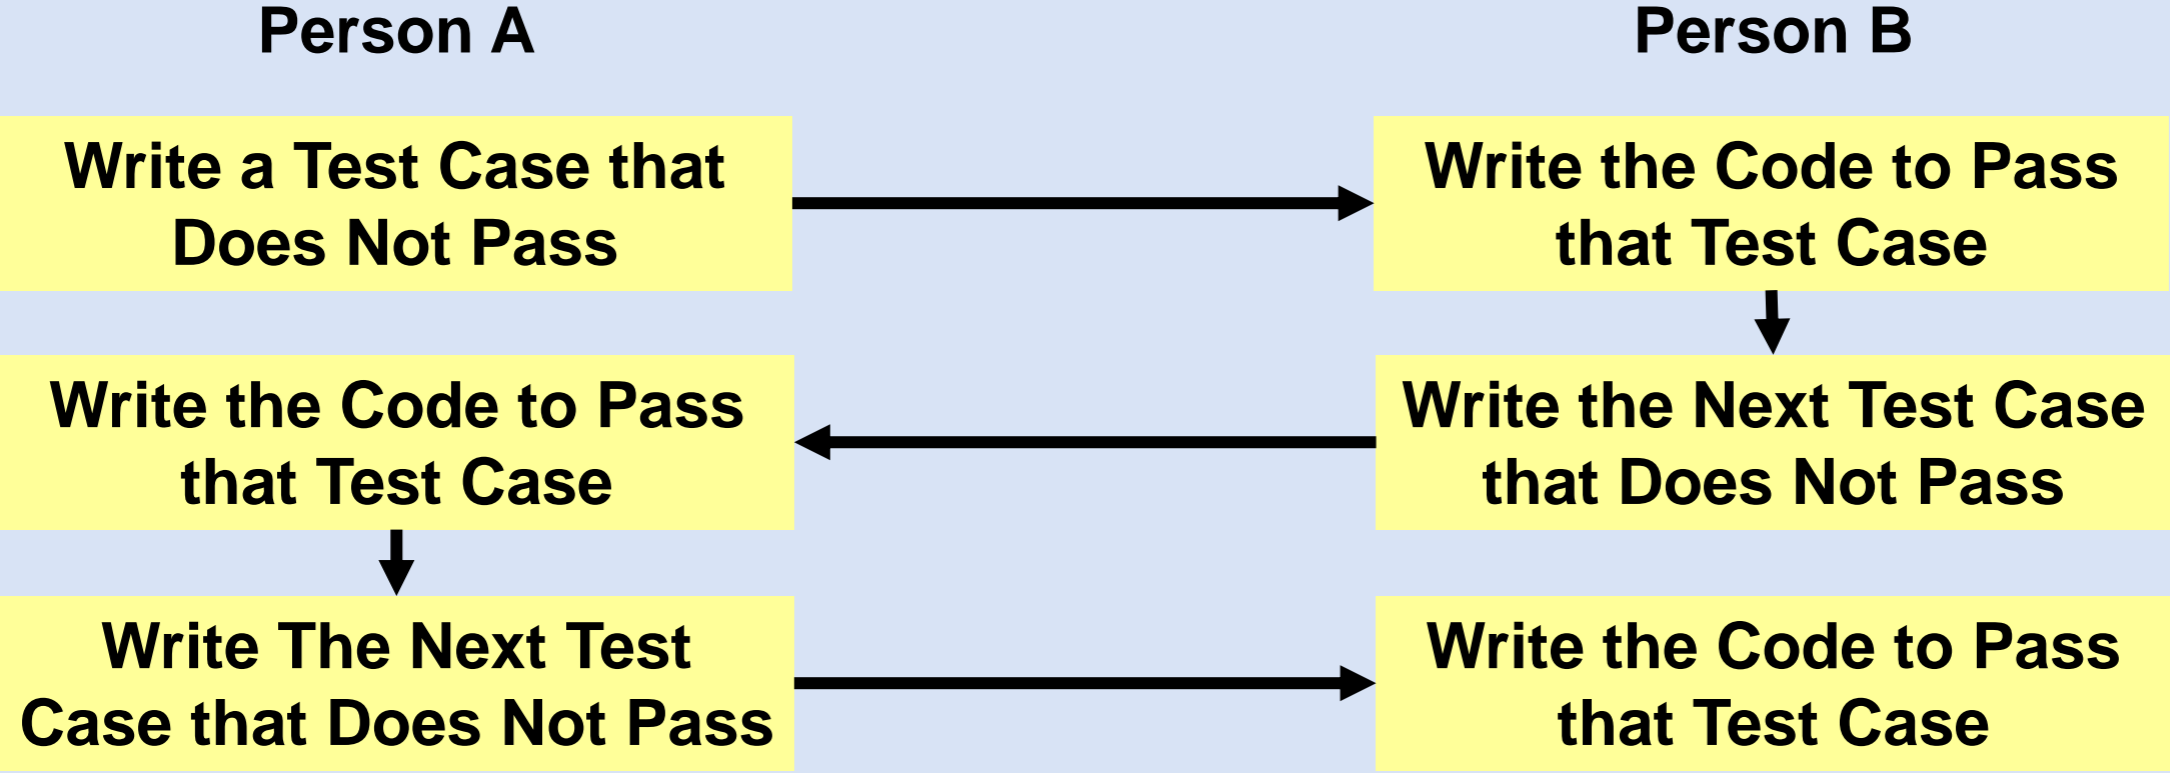 Person A
Person B
Write a Test Case that
Does Not Pass
Write the Code to Pass
that Test Case
Write the Code to Pass
that Test Case
Write the Next Test Case
that Does Not Pass
Write The Next Test
Case that Does Not Pass
Write the Code to Pass
that Test Case